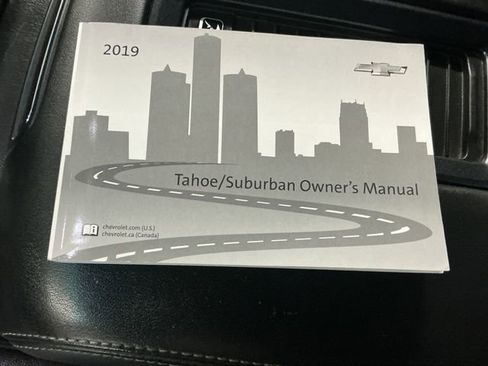 2019
Tahoe/Suburban Owner's Manual
chevrolet.com (U.S.)
chevrolet.ca (Canada)